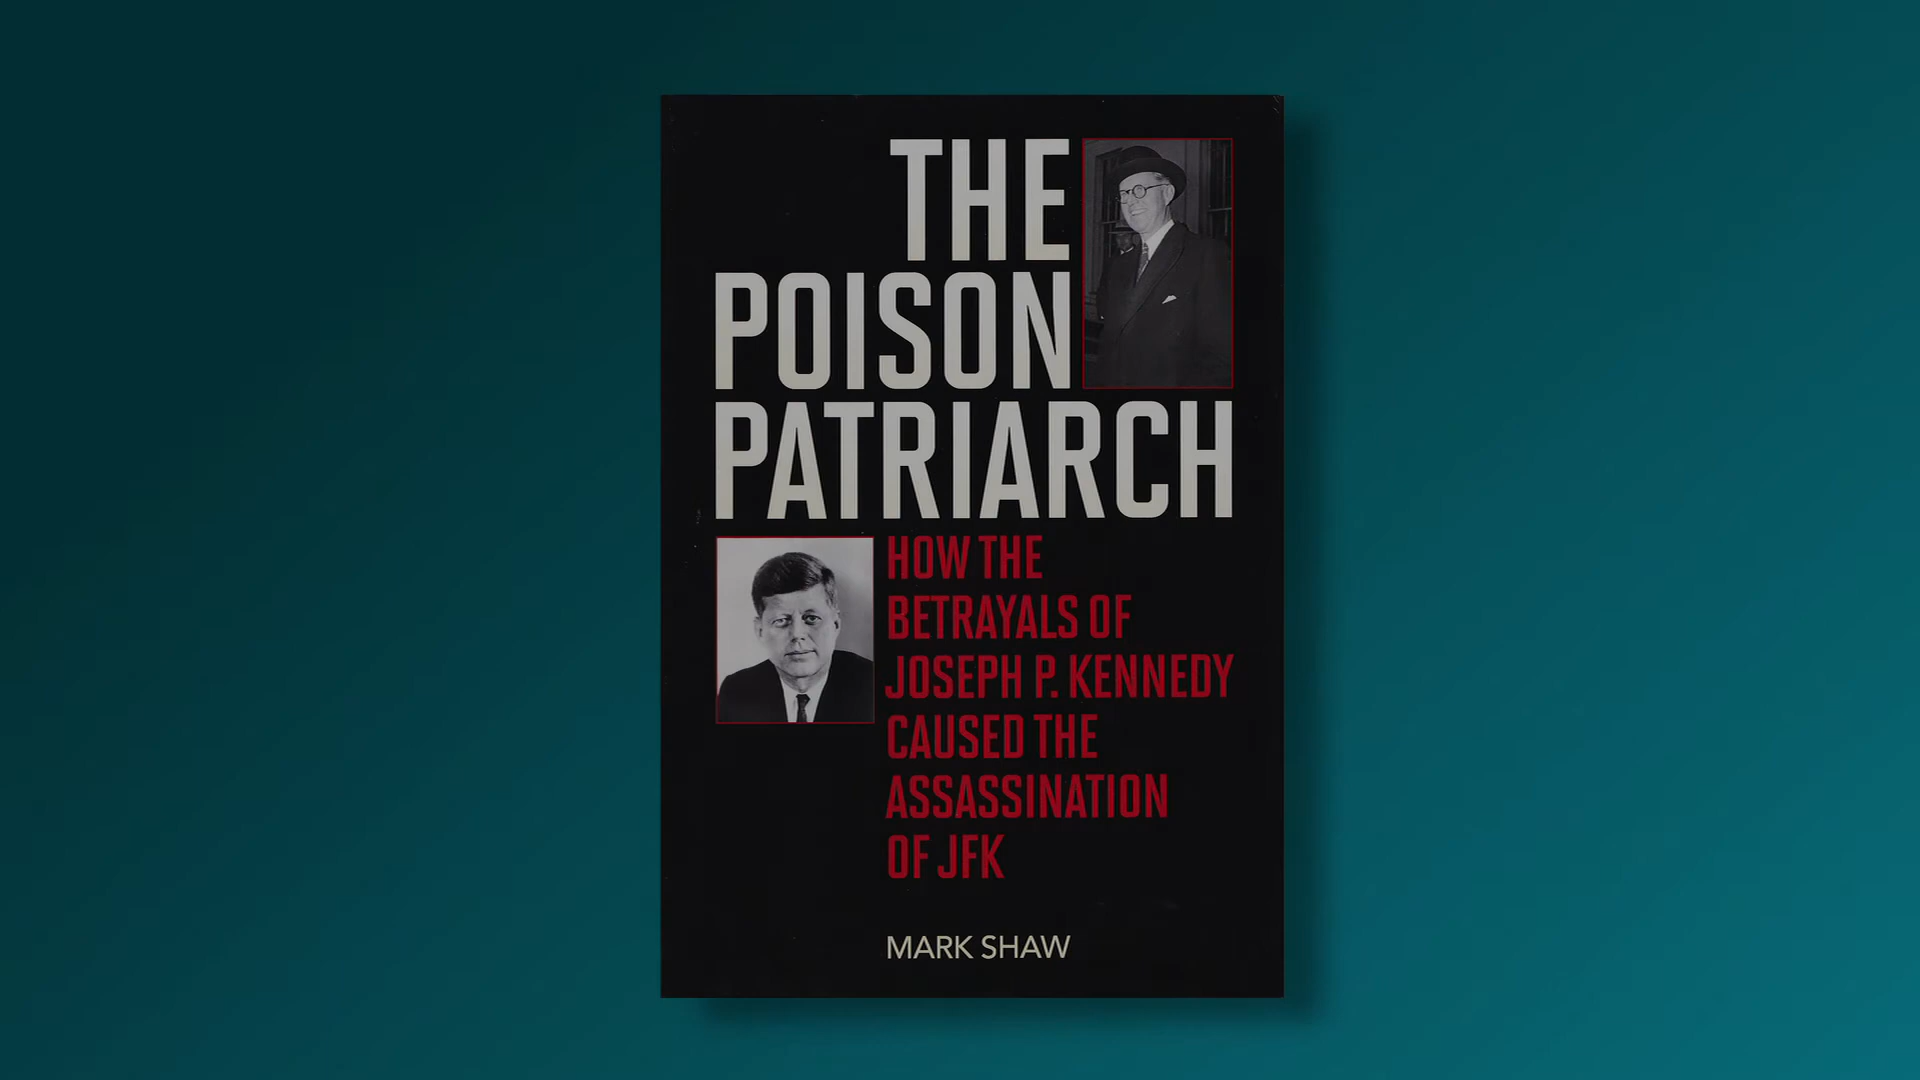 THE
POISON
PATRIARCH
HOW THE
BETRAYALS OF
JOSEPH P. KENNEDY
CAUSED THE
ASSASSINATION
OF JFK
MARK SHAW